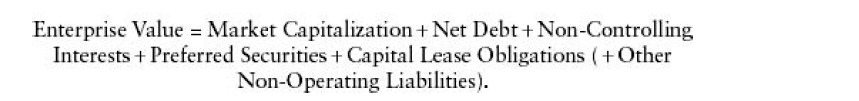 Enterprise Value = Market Capitalization + Net Debt + Non-Controlling
Interests + Preferred Securities + Capital Lease Obligations ( + Other
Non-Operating Liabilities).